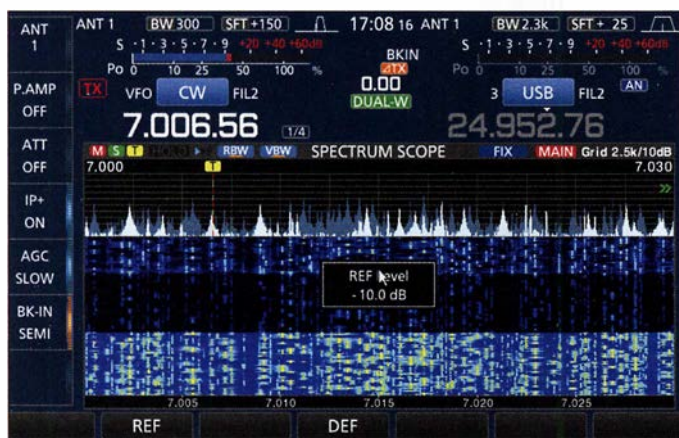 ANT 1
P.AMP OFF
ATT OFF
IP+ ON
AGC SLOW
BK-IN SEMI
ANT 1 BW 300 SFT +150 17:08 16 ANT 1 BW 2.3k SFT + 25
S 1 3 5 7 9 +20 +40 +60dB BKIN S 1 3 5 7 9 +20 +40 +60dB
Po 0 10 25 50 100 % ⊿TX Po 0 10 25 50 100 %
TX VFO CW FIL2 0.00 3 USB FIL2 AN
DUAL-W
7.006.56 1/4 24.952.76
M S T HOLD RBW VBW SPECTRUM SCOPE FIX MAIN Grid 2.5k/10dB
7.000 T 7.030
REF Level
- 10.0 dB
7.005 7.010 7.015 7.020 7.025
REF DEF